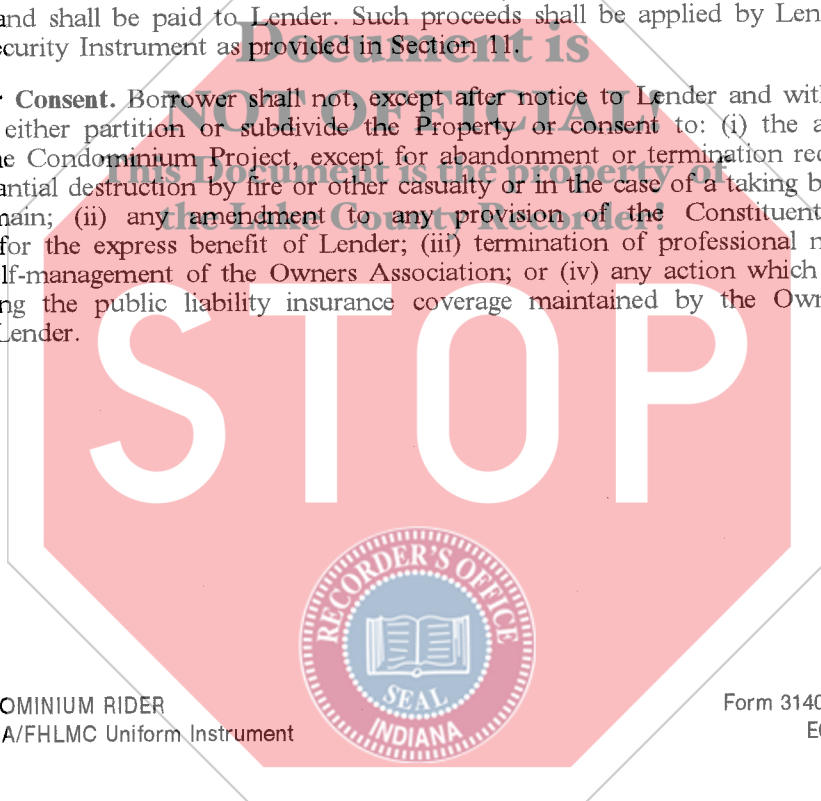 and shall be paid to Lender. Such proceeds shall be applied by Len
ecurity Instrument as provided in Section 11.
Document is
r Consent. Borrower shall not, except after notice to Lender and wit
NOT OFFICIAL!
either partition or subdivide the Property or consent to: (i) the a
e Condominium Project, except for abandonment or termination rec
This Document is the property of
antial destruction by fire or other casualty or in the case of a taking b
main; (ii) any amendment to any provision of the Constituent
the Lake County Recorder!
for the express benefit of Lender; (iii) termination of professional
lf-management of the Owners Association; or (iv) any action which
ng the public liability insurance coverage maintained by the Ow
Lender.
STOP
RECORDER'S OFFICE
SEAL
INDIANA
OMINIUM RIDER
Form 3140
A/FHLMC Uniform Instrument